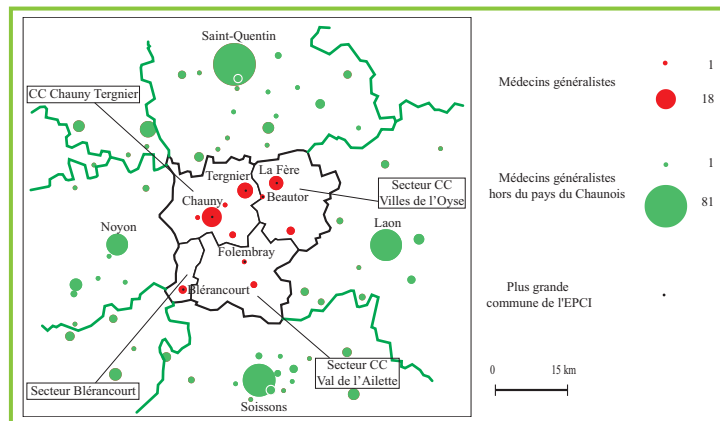 Saint-Quentin
CC Chauny Tergnier
Tergnier
La Fère
Beautor
Secteur CC
Villes de l'Oyse
Chauny
Noyon
Laon
Folembray
Blérancourt
Secteur Blérancourt
Secteur CC
Val de l'Ailette
Soissons
Médecins généralistes
1
18
Médecins généralistes
hors du pays du Chaunois
1
81
Plus grande
commune de l'EPCI
0
15 km